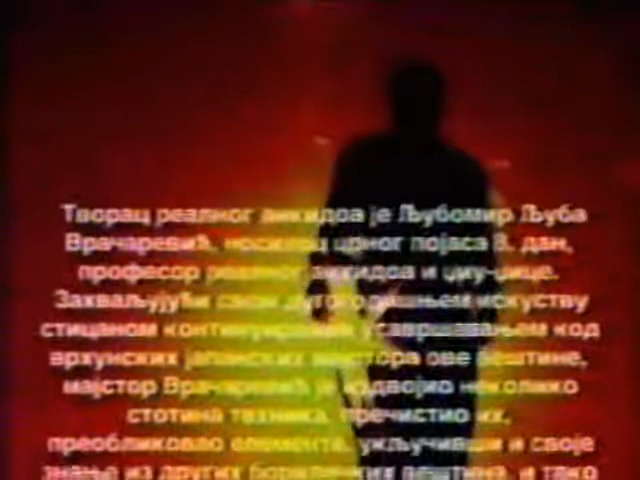 Творац реалног аикидоа је Љубомир Љуба
Врачаревић, носилац црног појаса 8. дан,
професор реалног аикидоа и џиу-џице.
Захваљујући свом дугогодишњем искуству
стицаном континуираним усавршавањем код
врхунских јапанских мајстора ове вештине,
мајстор Врачаревић је издвојио неколико
стотина техника, пречистио их,
преобликовао елементе, укључивши и своје
знање из других борилачких вештина, и тако